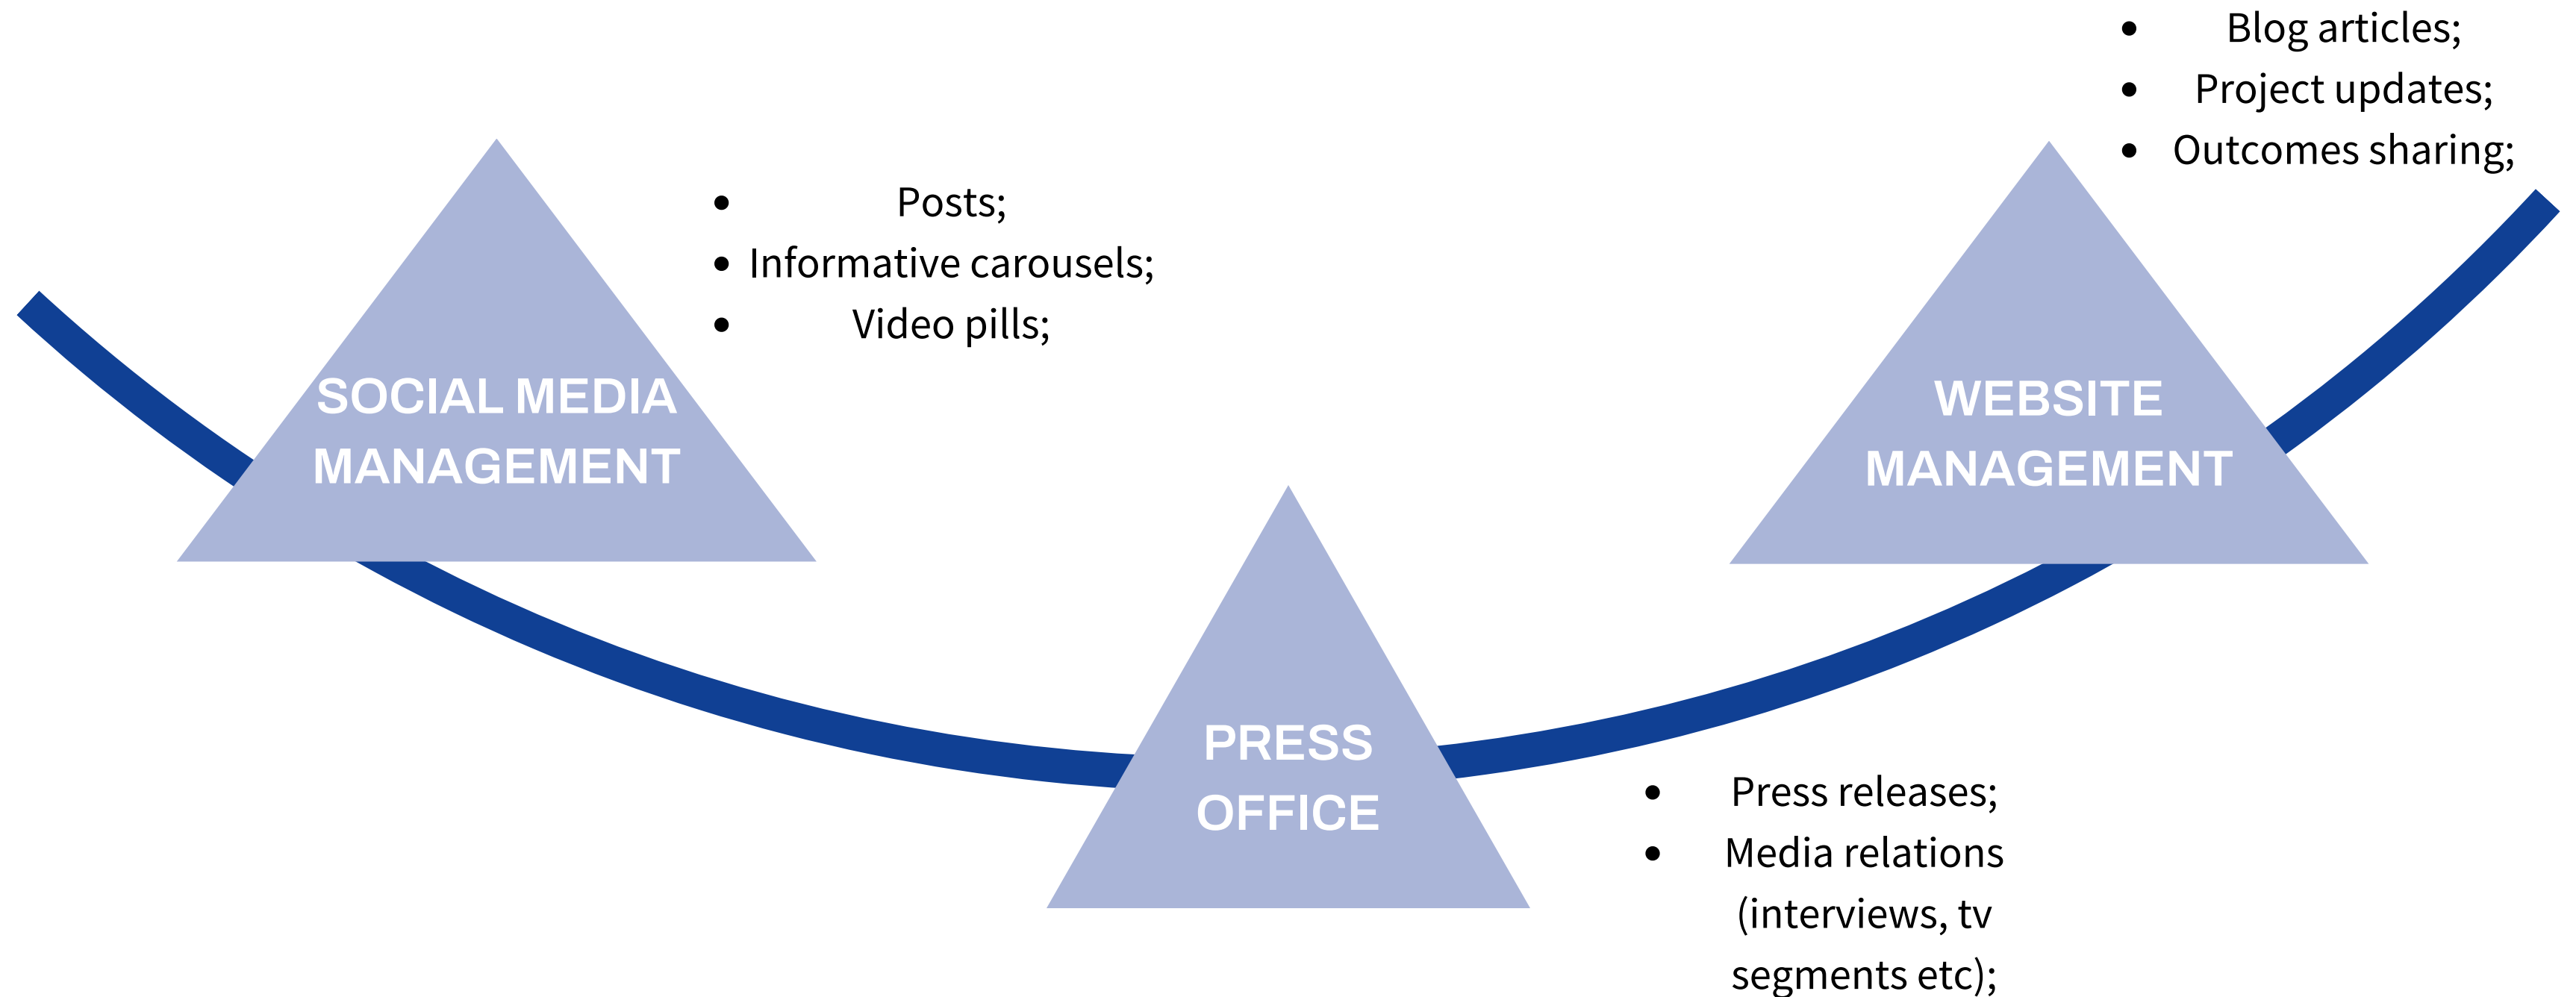 SOCIAL MEDIA
MANAGEMENT
• Posts;
• Informative carousels;
• Video pills;
PRESS
OFFICE
• Press releases;
• Media relations
(interviews, tv
segments etc);
WEBSITE
MANAGEMENT
• Blog articles;
• Project updates;
• Outcomes sharing;